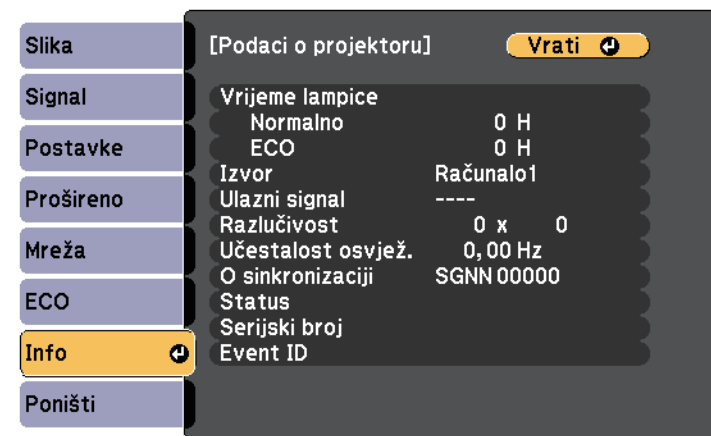 Slika
Signal
Postavke
Prošireno
Mreža
ECO
Info
Poništi
[Podaci o projektoru] Vrati
Vrijeme lampice
Normalno 0 H
ECO 0 H
Izvor Računalo1
Ulazni signal ----
Razlučivost 0 x 0
Učestalost osvjež. 0,00 Hz
O sinkronizaciji SGNN 00000
Status
Serijski broj
Event ID